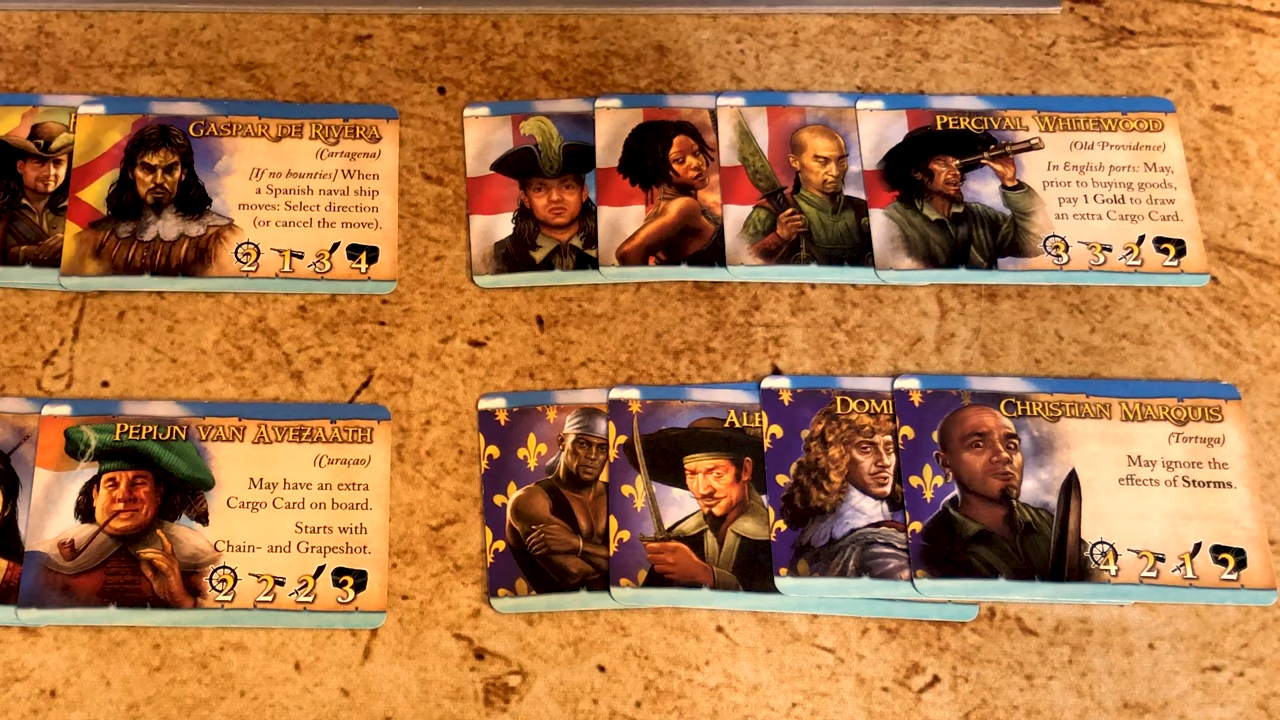 GASPAR DE RIVERA
(Cartagena)
[If no bounties] When
a Spanish naval ship
moves: Select direction
(or cancel the move).
2 1 3 4
PERCIVAL WHITEWOOD
(Old Providence)
In English ports: May,
prior to buying goods,
pay 1 Gold to draw
an extra Cargo Card.
3 3 2 2
PEPIJN VAN AVEZAATH
(Curaçao)
May have an extra
Cargo Card on board.
Starts with
Chain- and Grapeshot.
2 2 2 3
ALE
DOMI
CHRISTIAN MARQUIS
(Tortuga)
May ignore the
effects of Storms.
4 2 1 2